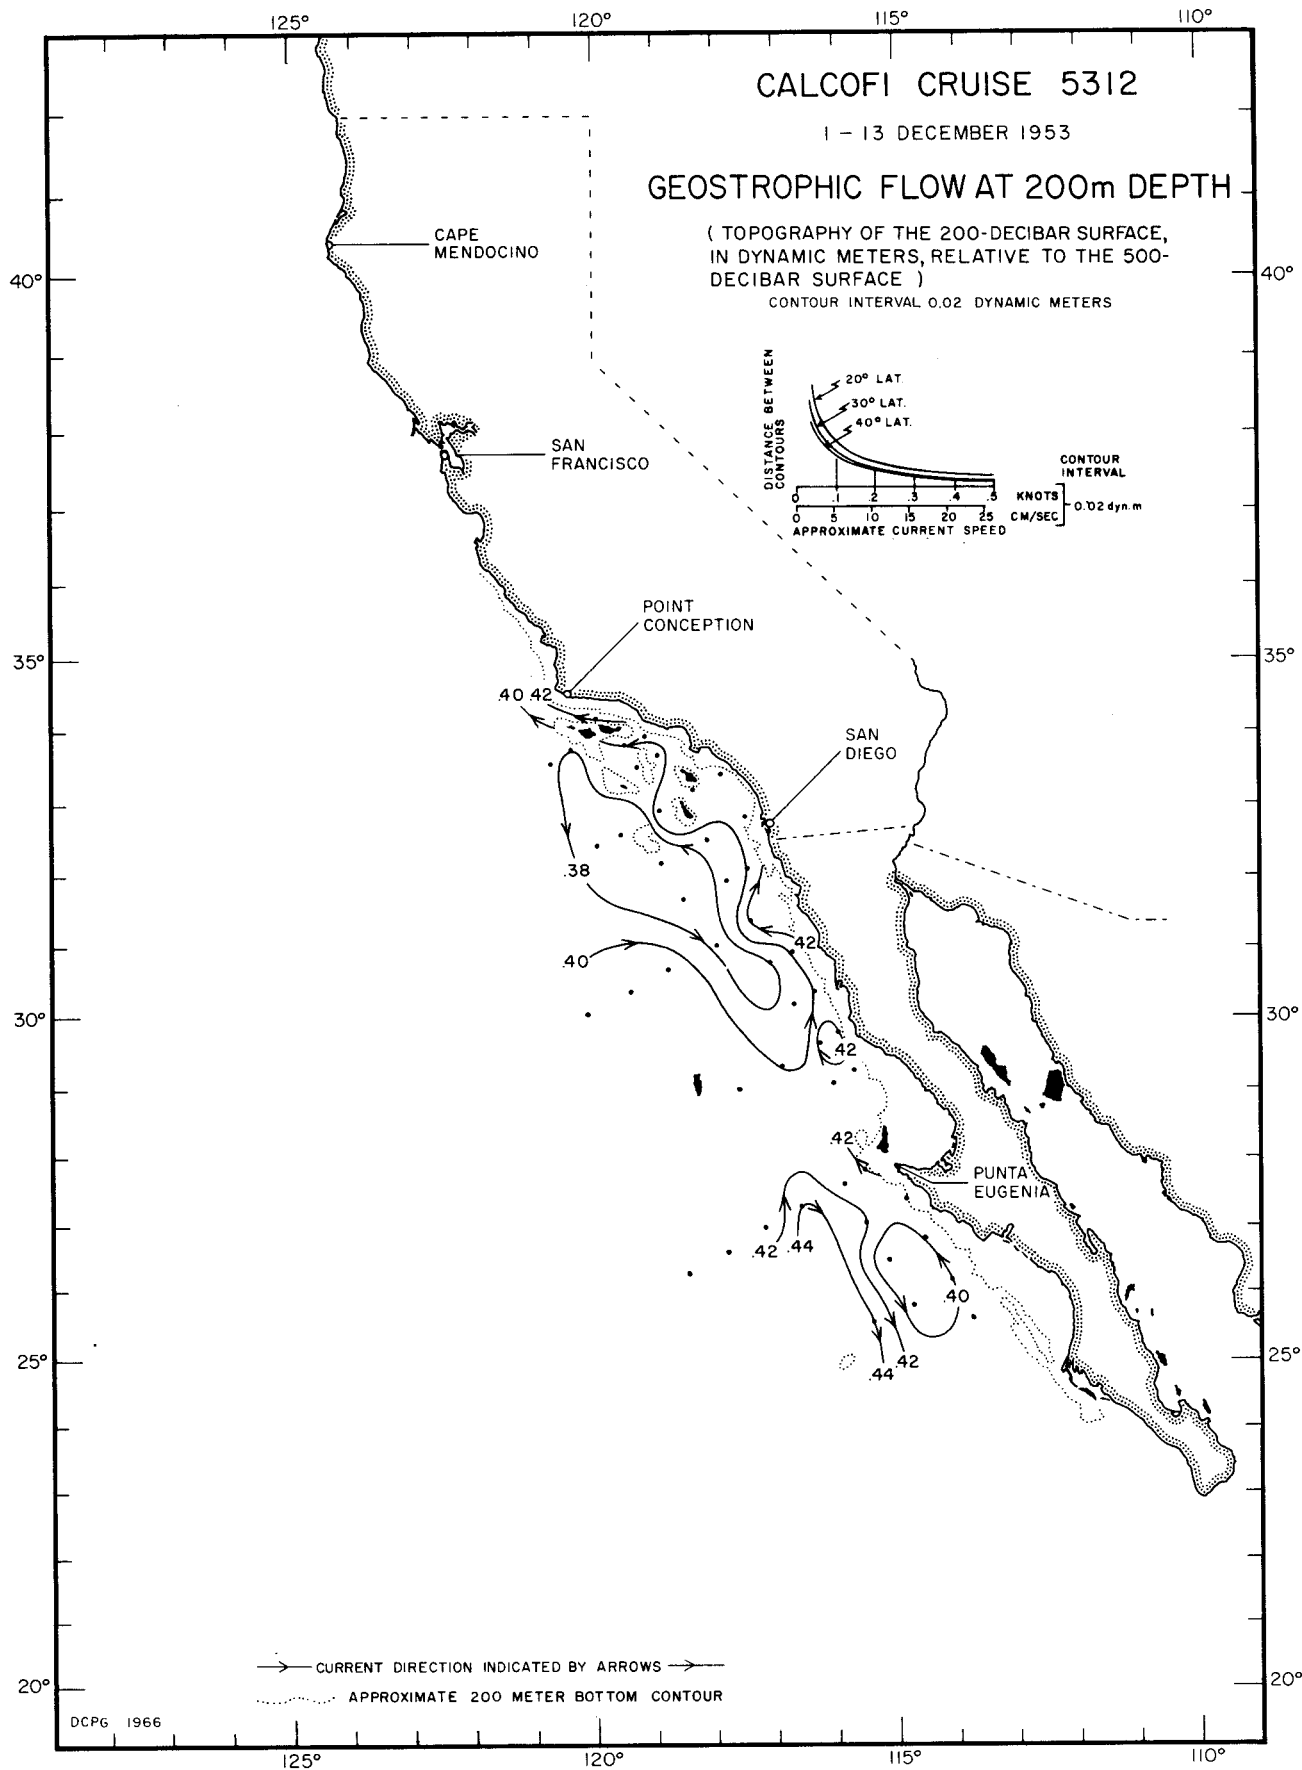 125° 120° 115° 110°
CALCOFI CRUISE 5312
1 – 13 DECEMBER 1953
GEOSTROPHIC FLOW AT 200m DEPTH
( TOPOGRAPHY OF THE 200-DECIBAR SURFACE,
IN DYNAMIC METERS, RELATIVE TO THE 500-
DECIBAR SURFACE )
CONTOUR INTERVAL 0.02 DYNAMIC METERS
CAPE
MENDOCINO
40° 40°
DISTANCE BETWEEN
CONTOURS
20° LAT.
30° LAT.
40° LAT.
CONTOUR
INTERVAL
0 .1 .2 .3 .4 .5 KNOTS
0.02 dyn.m
0 5 10 15 20 25 CM/SEC
APPROXIMATE CURRENT SPEED
SAN
FRANCISCO
POINT
CONCEPTION
35° 35°
.40 .42
SAN
DIEGO
.38
.42
.40
30° 30°
.42
.42
PUNTA
EUGENIA
.42 .44
.40
.42
.44
25° 25°
CURRENT DIRECTION INDICATED BY ARROWS
APPROXIMATE 200 METER BOTTOM CONTOUR
20° 20°
DCPG 1966
125° 120° 115° 110°